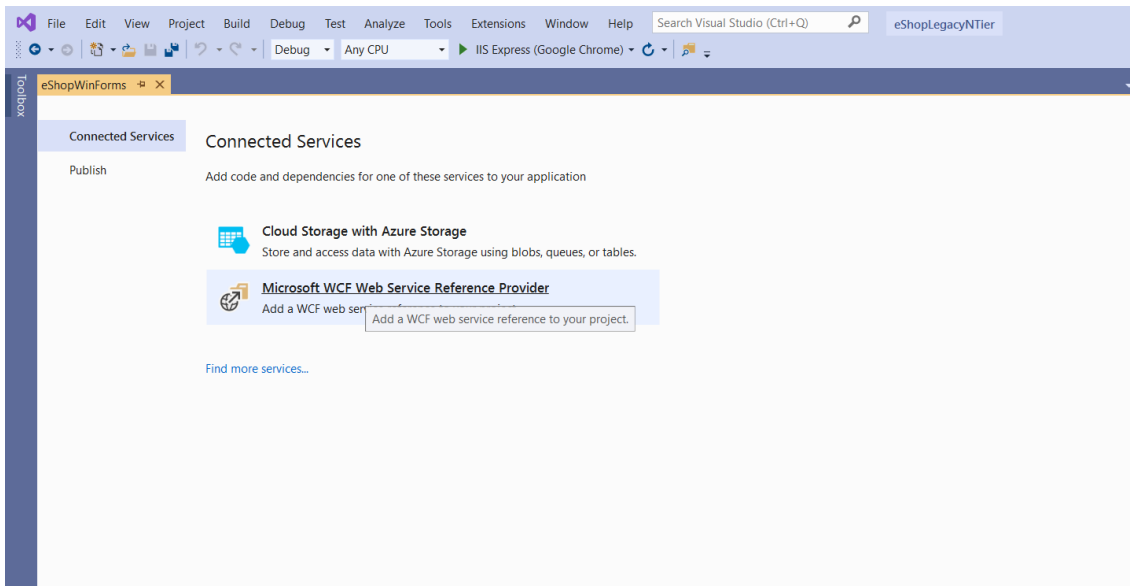 File Edit View Project Build Debug Test Analyze Tools Extensions Window Help Search Visual Studio (Ctrl+Q) eShopLegacyNTier
Debug Any CPU IIS Express (Google Chrome)
Toolbox
eShopWinForms
Connected Services
Publish
Connected Services
Add code and dependencies for one of these services to your application
Cloud Storage with Azure Storage
Store and access data with Azure Storage using blobs, queues, or tables.
Microsoft WCF Web Service Reference Provider
Add a WCF web
Add a WCF web service reference to your project.
Find more services...